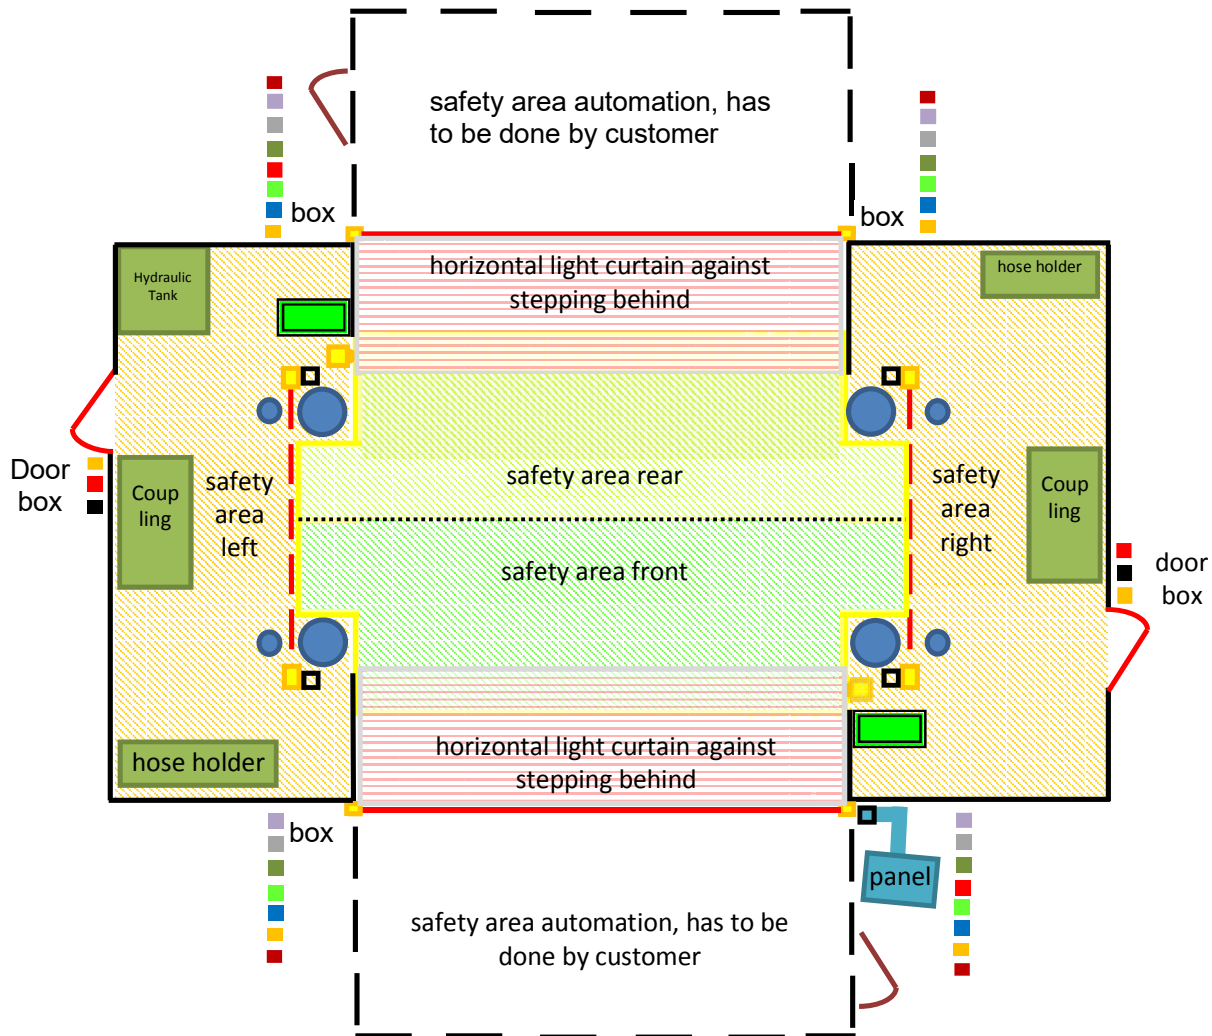 safety area automation, has
to be done by customer
box
box
Hydraulic
Tank
horizontal light curtain against
stepping behind
hose holder
Door
box
Coup
ling
safety
area
left
safety area rear
safety
area
right
Coup
ling
safety area front
door
box
hose holder
horizontal light curtain against
stepping behind
box
panel
safety area automation, has to be
done by customer